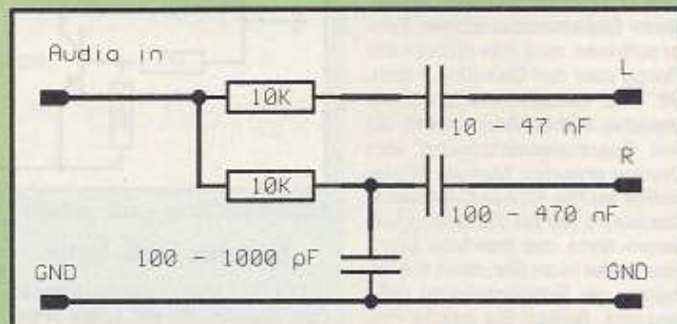 Audio in
L
10K
10 - 47 nF
R
10K
100 - 470 nF
100 - 1000 pF
GND
GND